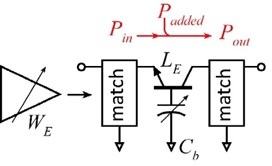 P_added
P_in P_out
L_E
match match
W_E
C_b